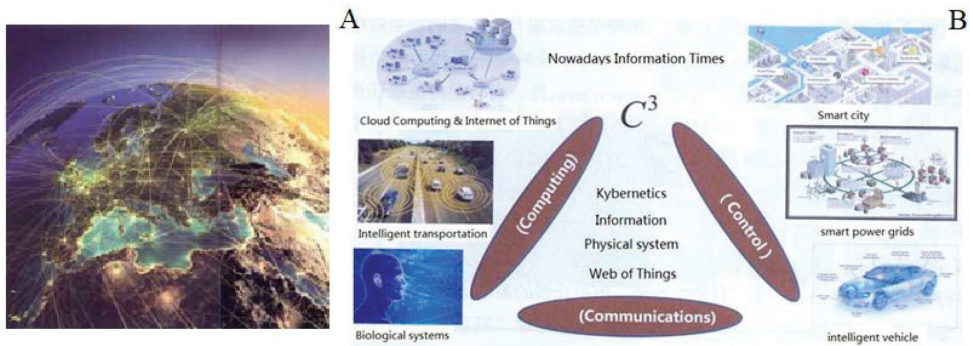 A
B
Nowadays Information Times
Cloud Computing & Internet of Things
C³
Smart city
(Computing)
(Control)
Kybernetics
Information
Physical system
Web of Things
Intelligent transportation
smart power grids
(Communications)
Biological systems
intelligent vehicle